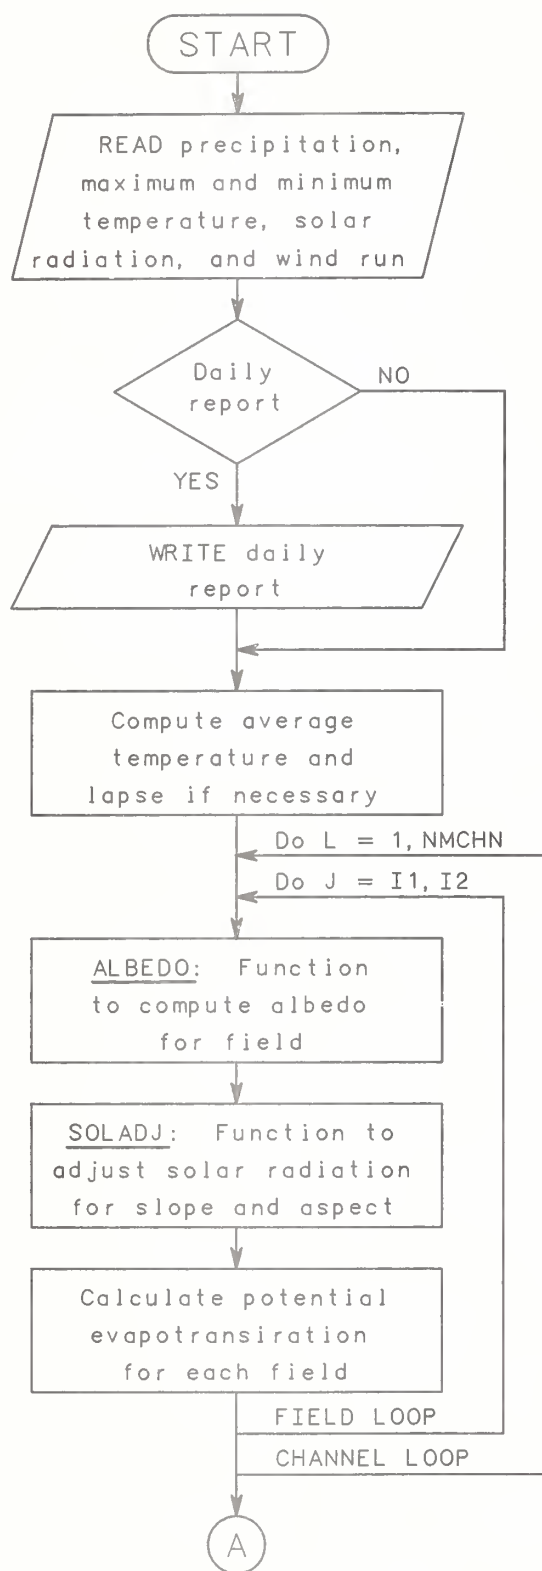 START
READ precipitation,
maximum and minimum
temperature, solar
radiation, and wind run
Daily
report
NO
YES
WRITE daily
report
Compute average
temperature and
lapse if necessary
Do L = 1, NMCHN
Do J = I1, I2
ALBEDO: Function
to compute albedo
for field
SOLADJ: Function to
adjust solar radiation
for slope and aspect
Calculate potential
evapotransiration
for each field
FIELD LOOP
CHANNEL LOOP
A